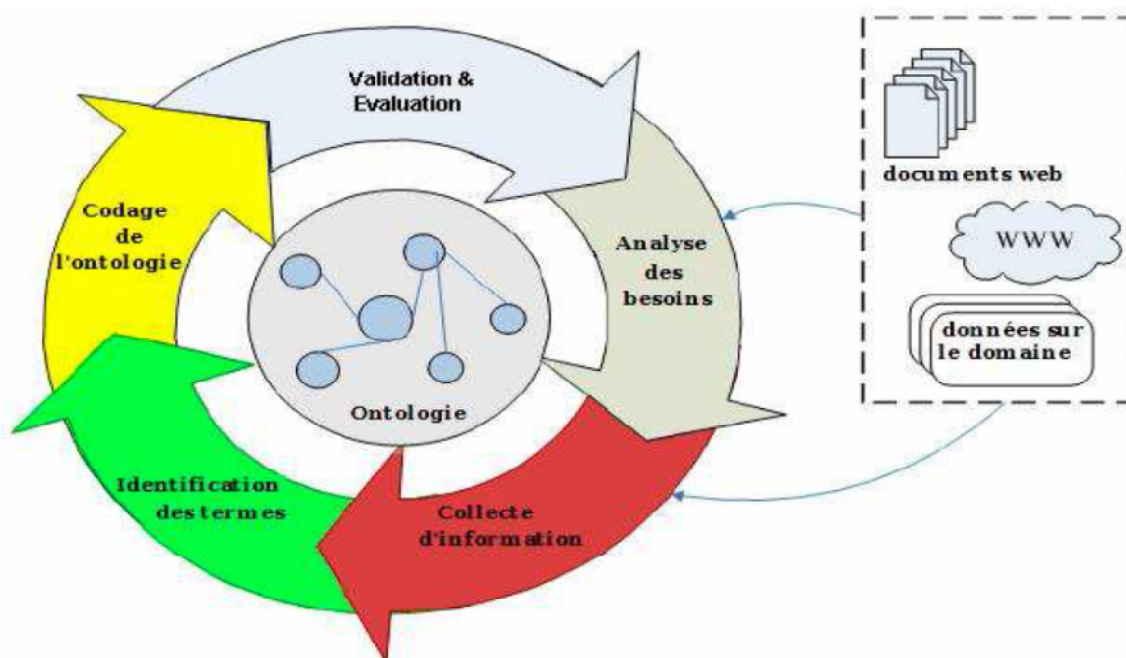 Validation &
Evaluation
documents web
Codage
de
l'ontologie
Analyse
des
besoins
WWW
données sur
le domaine
Ontologie
Identification
des termes
Collecte
d'information